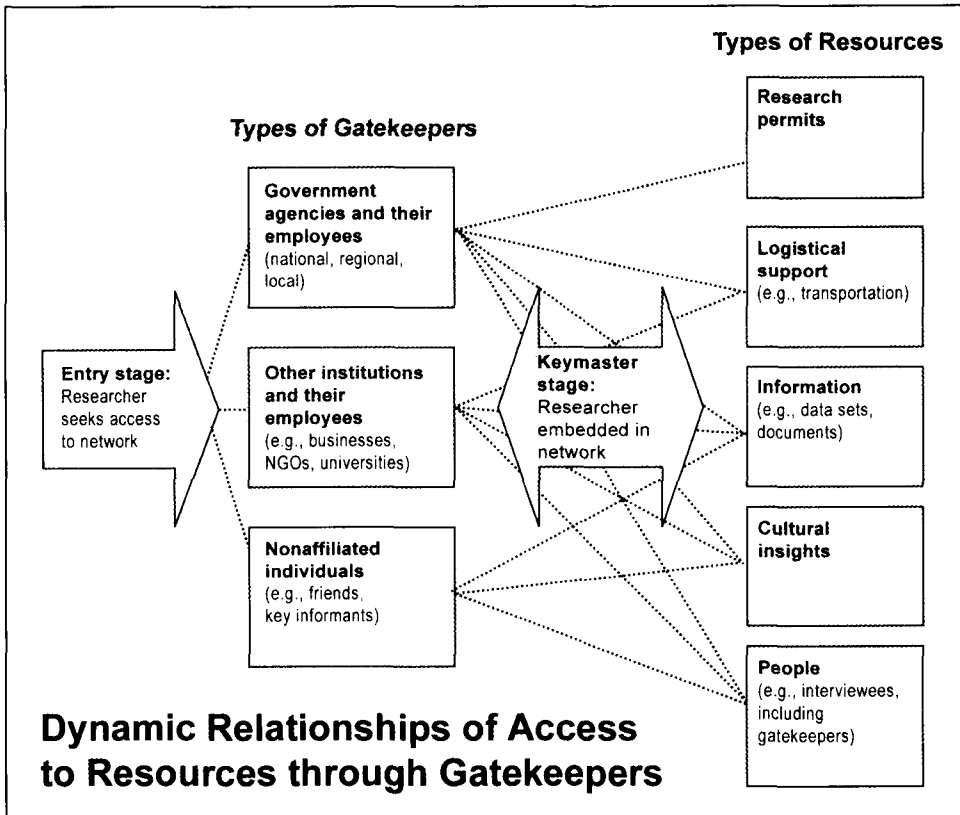 Types of Resources
Types of Gatekeepers
Entry stage:
Researcher
seeks access
to network
Government
agencies and their
employees
(national, regional,
local)
Other institutions
and their
employees
(e.g., businesses,
NGOs, universities)
Nonaffiliated
individuals
(e.g., friends,
key informants)
Keymaster
stage:
Researcher
embedded in
network
Research
permits
Logistical
support
(e.g., transportation)
Information
(e.g., data sets,
documents)
Cultural
insights
People
(e.g., interviewees,
including
gatekeepers)
Dynamic Relationships of Access
to Resources through Gatekeepers